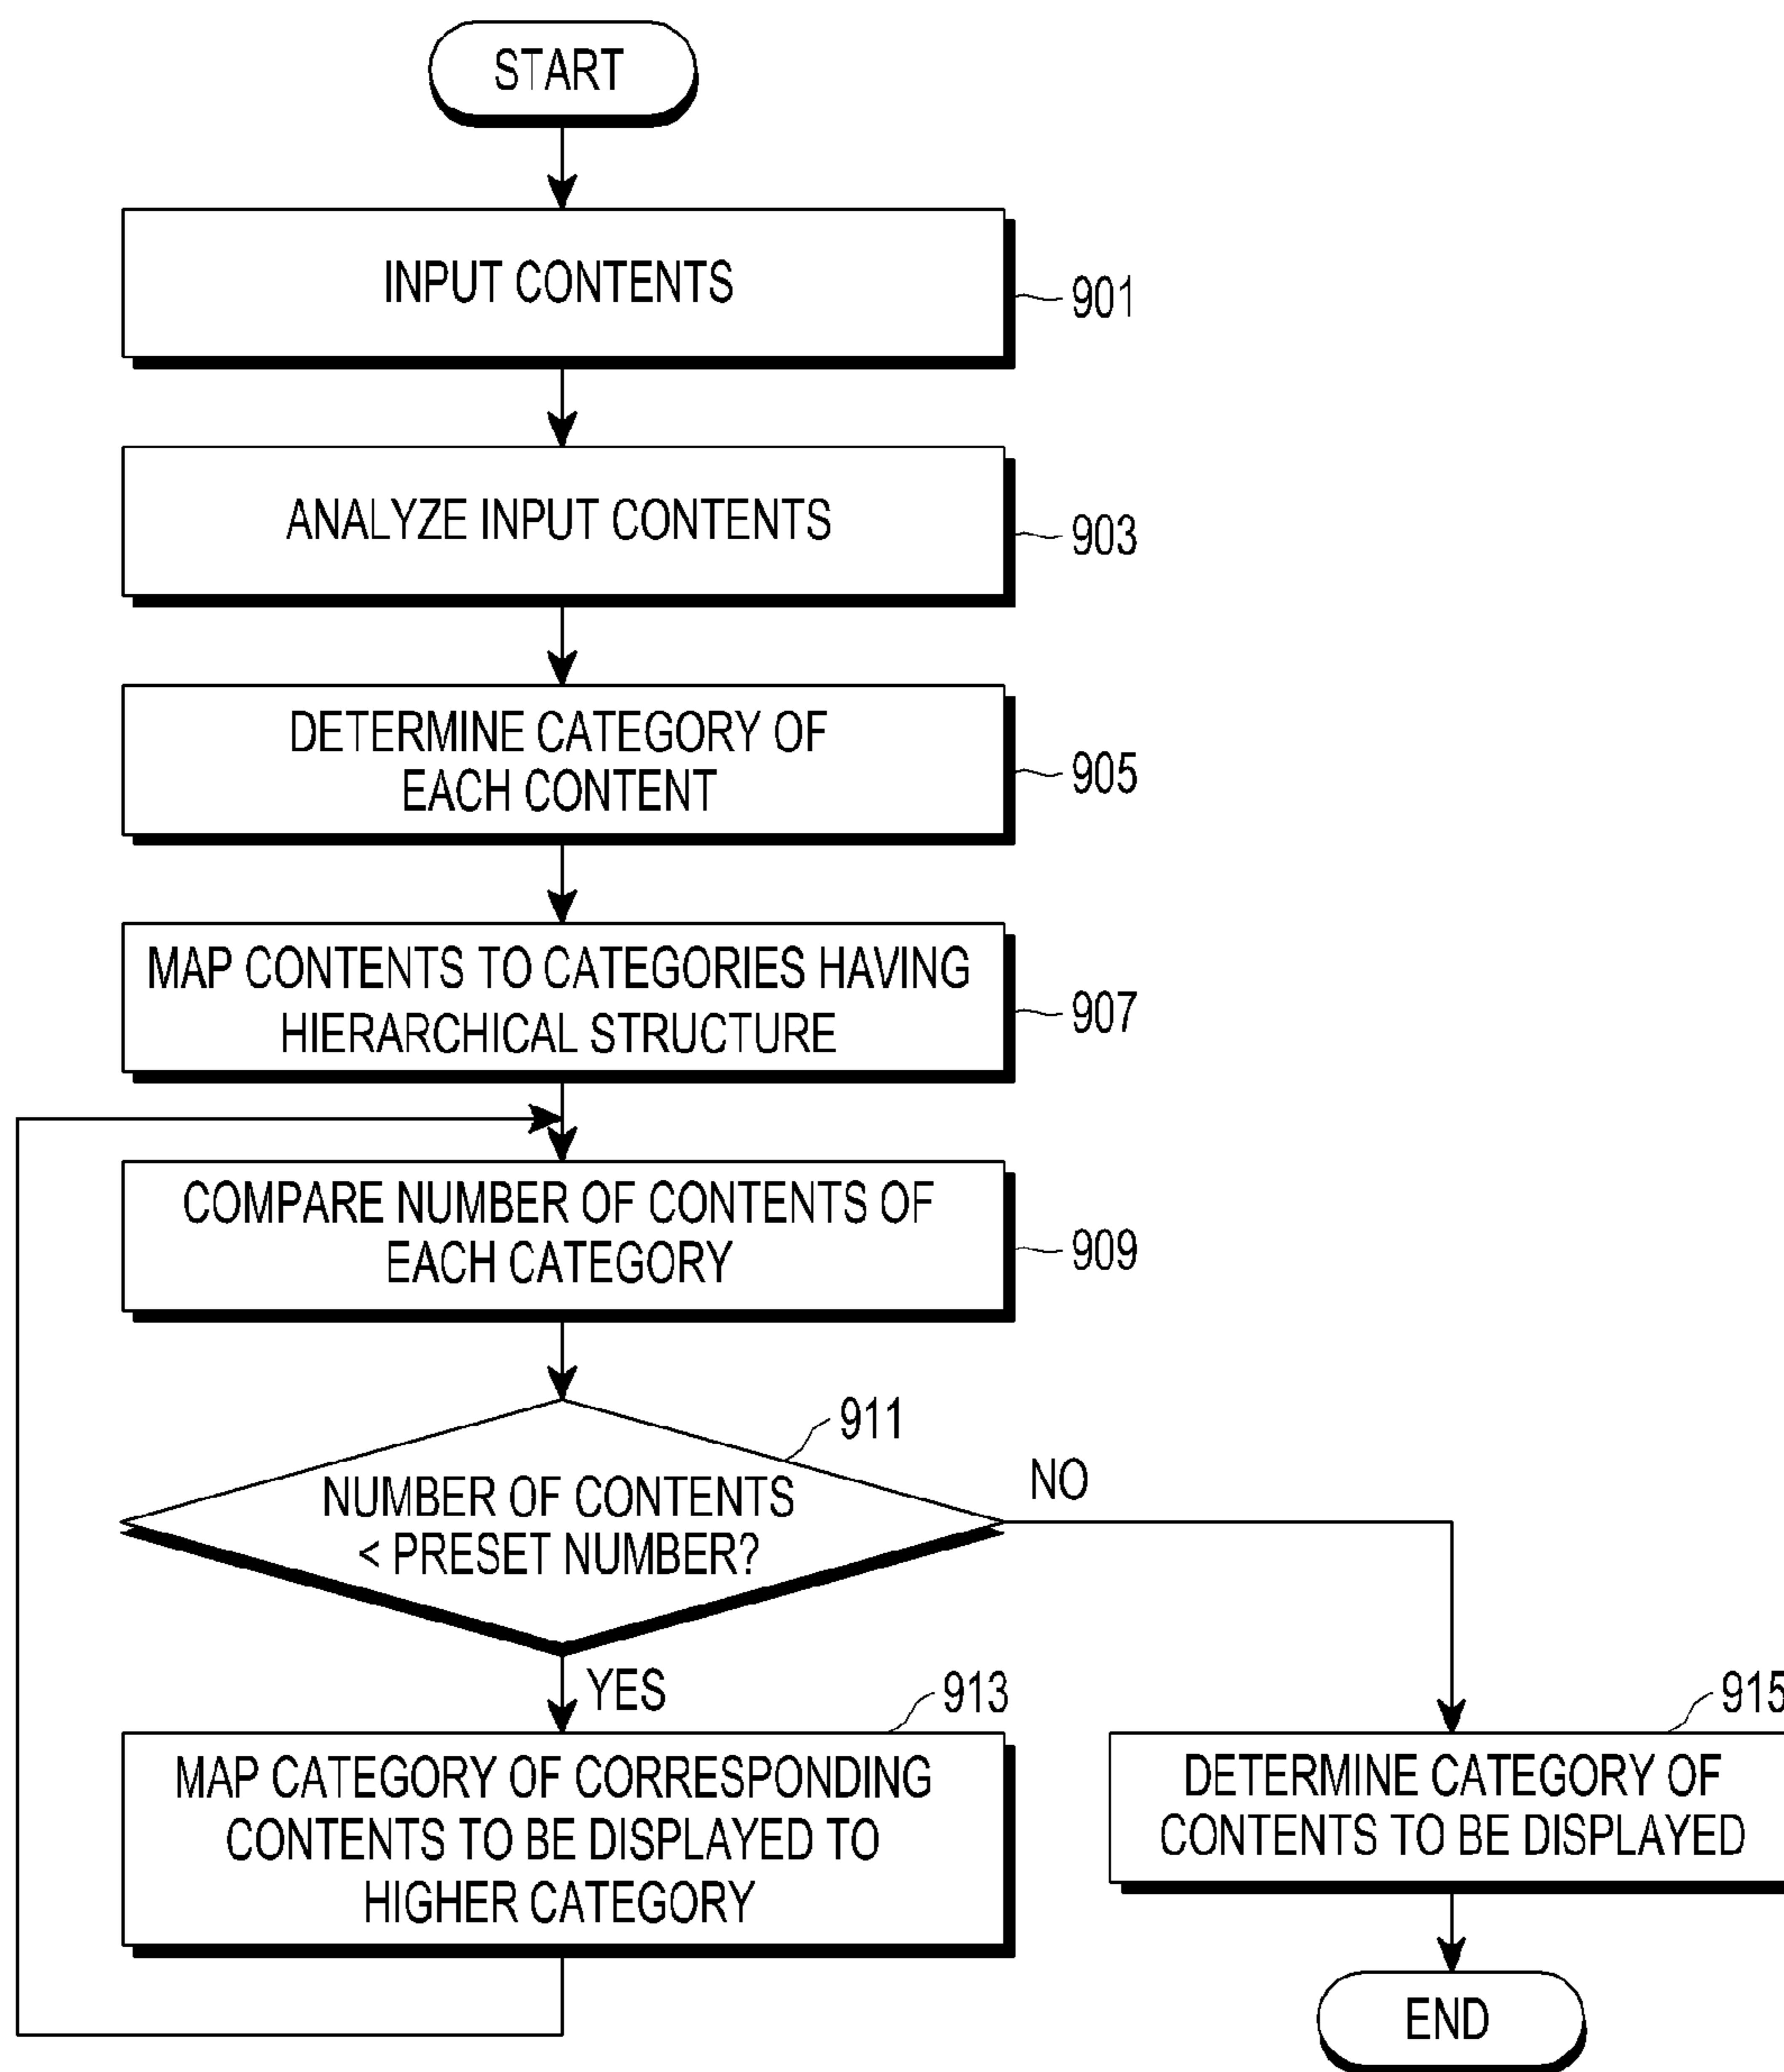 START
INPUT CONTENTS
901
ANALYZE INPUT CONTENTS
903
DETERMINE CATEGORY OF
EACH CONTENT
905
MAP CONTENTS TO CATEGORIES HAVING
HIERARCHICAL STRUCTURE
907
COMPARE NUMBER OF CONTENTS OF
EACH CATEGORY
909
911
NUMBER OF CONTENTS
< PRESET NUMBER?
NO
YES
913
MAP CATEGORY OF CORRESPONDING
CONTENTS TO BE DISPLAYED TO
HIGHER CATEGORY
915
DETERMINE CATEGORY OF
CONTENTS TO BE DISPLAYED
END